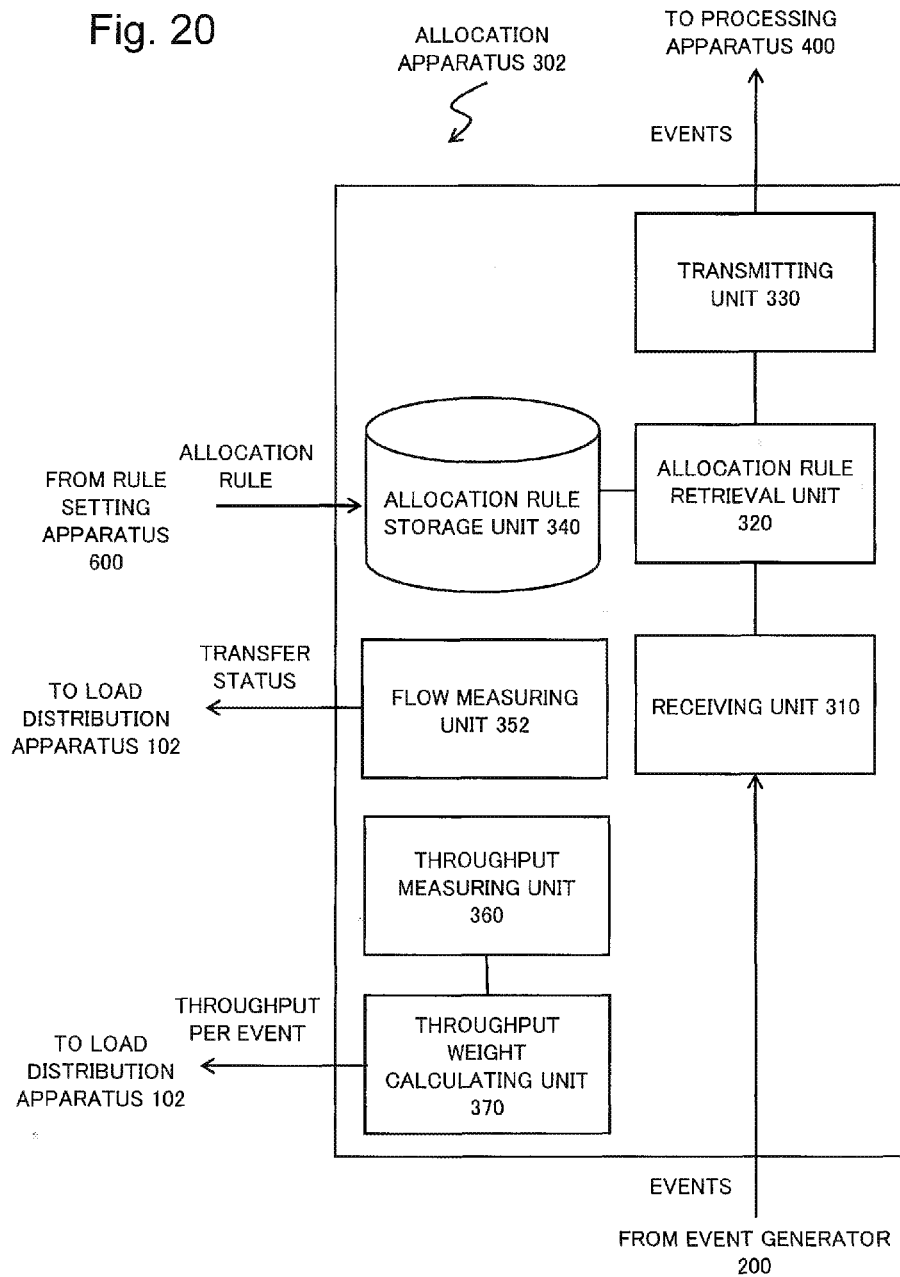 Fig. 20
ALLOCATION
APPARATUS 302
TO PROCESSING
APPARATUS 400
EVENTS
TRANSMITTING
UNIT 330
ALLOCATION
RULE
FROM RULE
SETTING
APPARATUS
600
ALLOCATION RULE
STORAGE UNIT 340
ALLOCATION RULE
RETRIEVAL UNIT
320
TRANSFER
STATUS
TO LOAD
DISTRIBUTION
APPARATUS 102
FLOW MEASURING
UNIT 352
RECEIVING UNIT 310
THROUGHPUT
MEASURING UNIT
360
THROUGHPUT
PER EVENT
TO LOAD
DISTRIBUTION
APPARATUS 102
THROUGHPUT
WEIGHT
CALCULATING UNIT
370
EVENTS
FROM EVENT GENERATOR
200